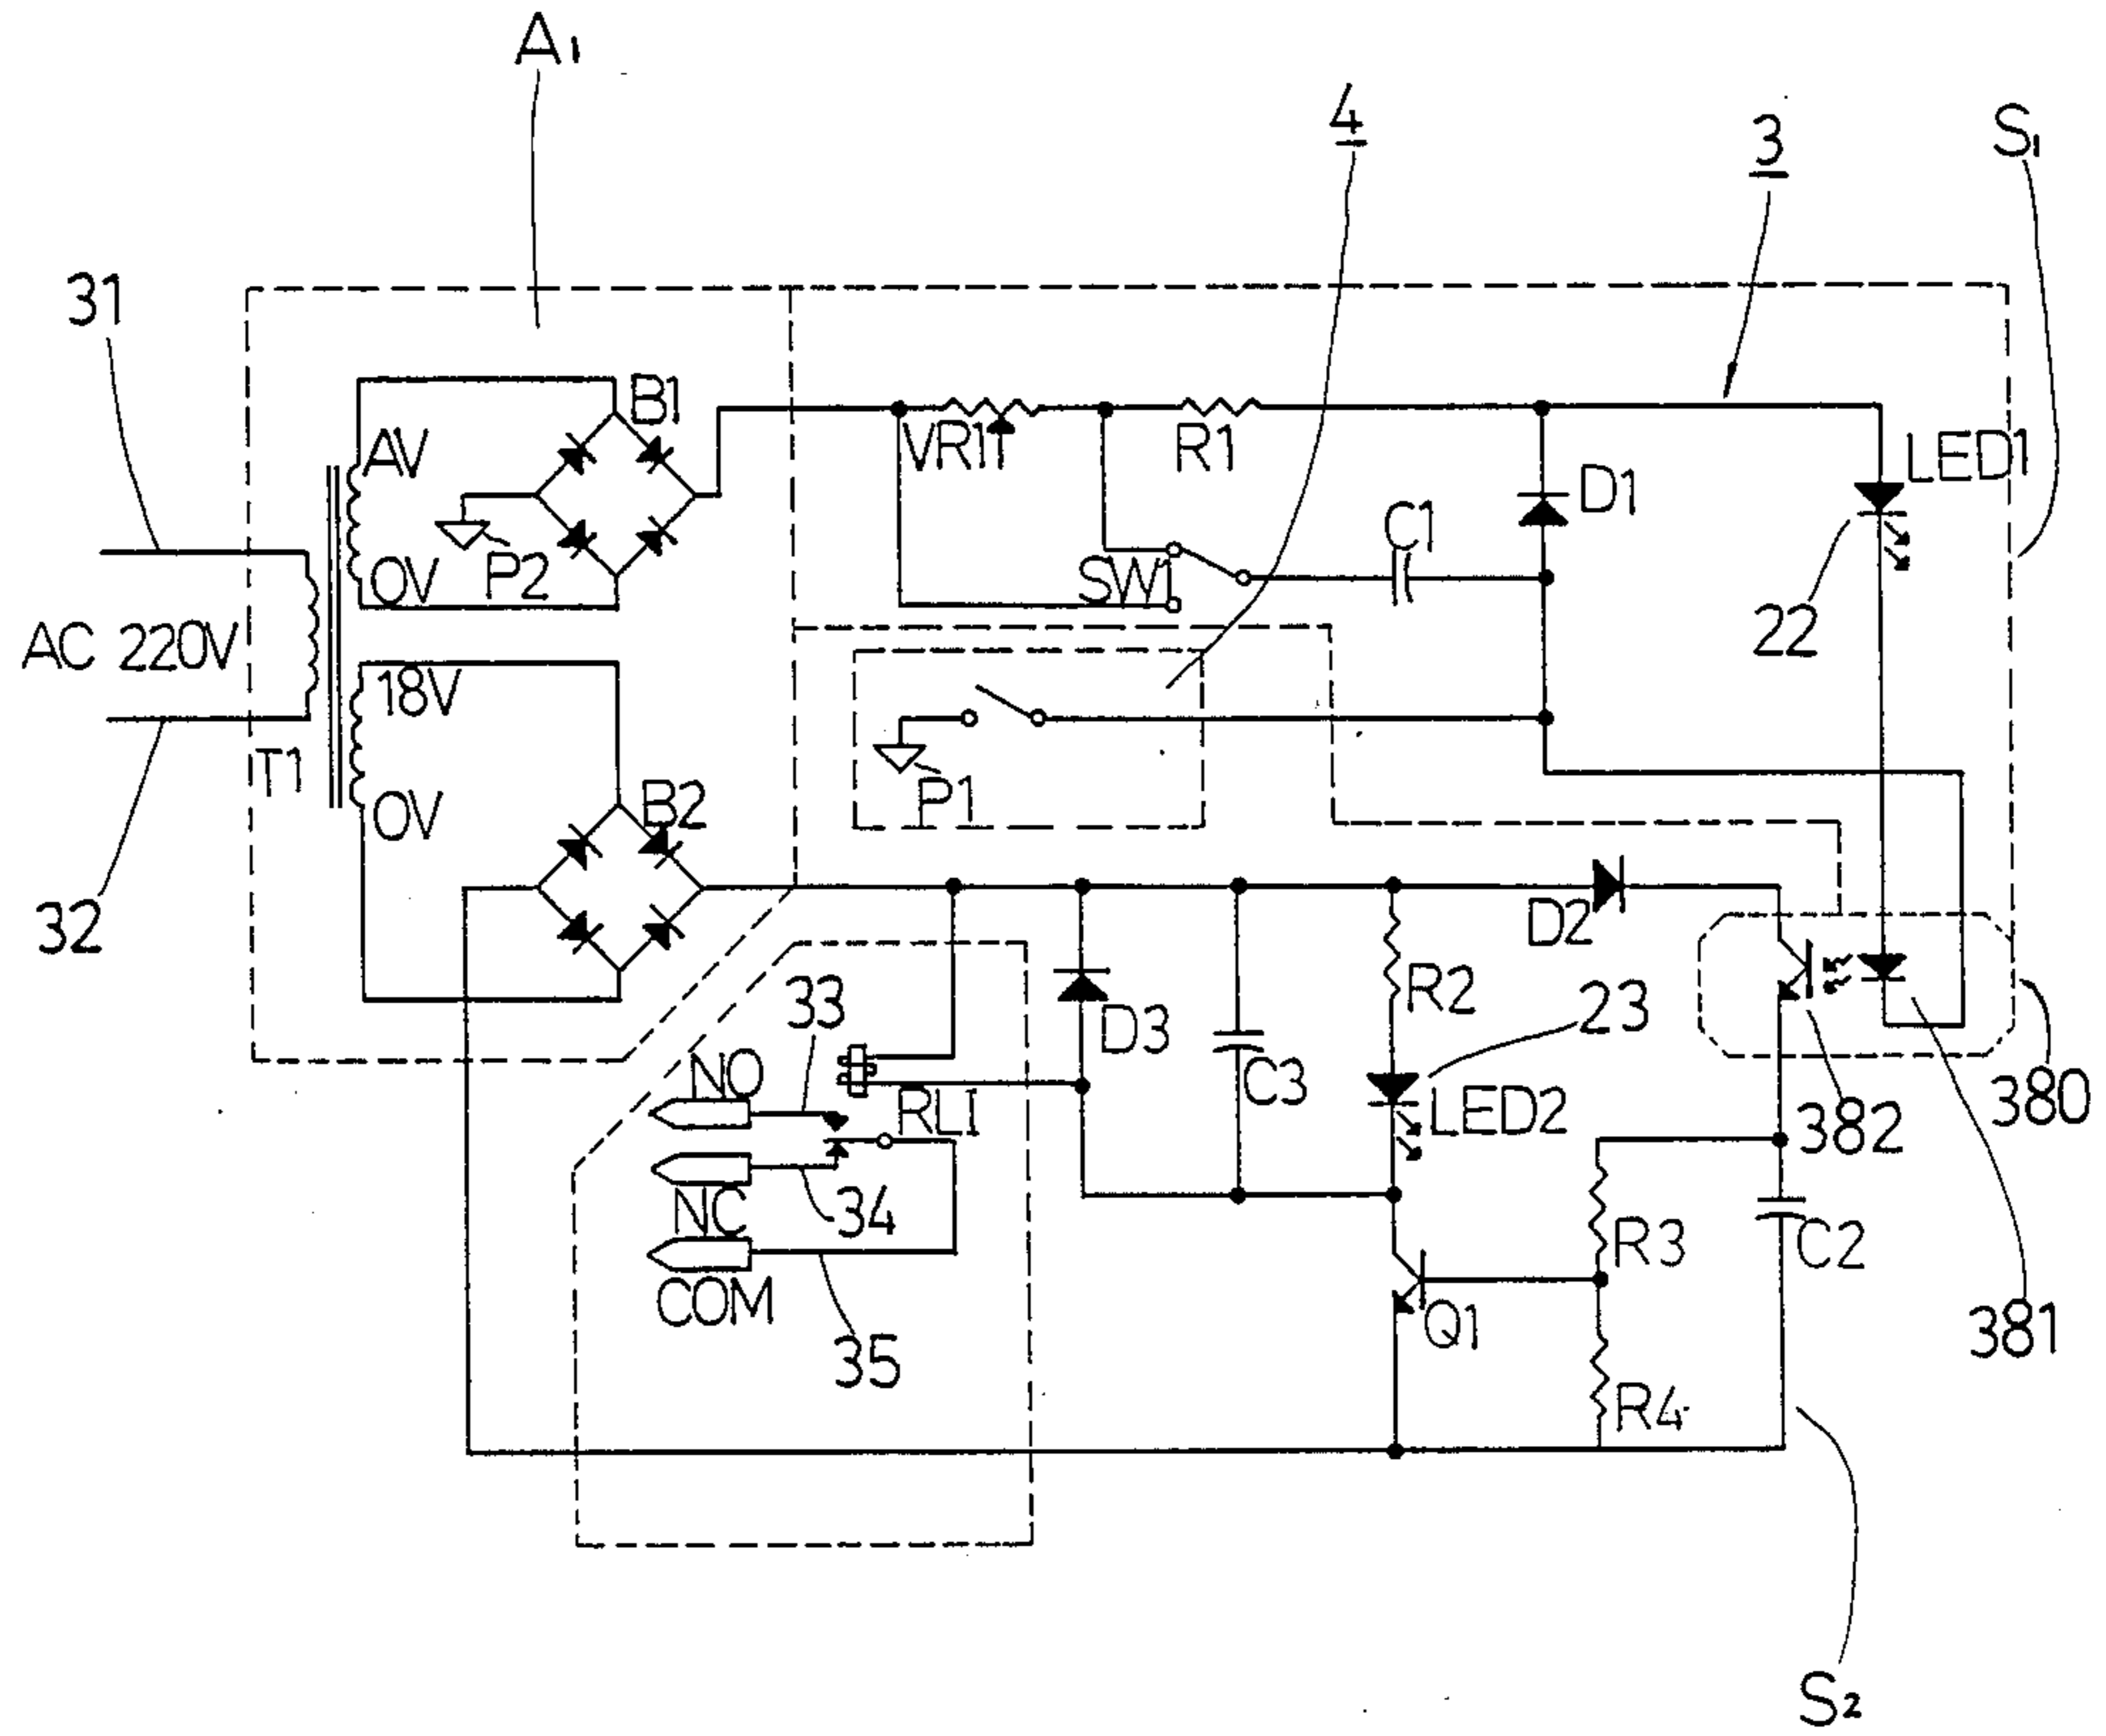 A1
4
3
S1
31
B1
AV
VR1
R1
LED1
D1
C1
0V
P2
SW1
22
AC 220V
18V
T1
P1
B2
0V
32
D2
33
R2
23
D3
NO
C3
RL1
LED2
380
382
34
NC
R3
C2
COM
Q1
381
35
R4
S2